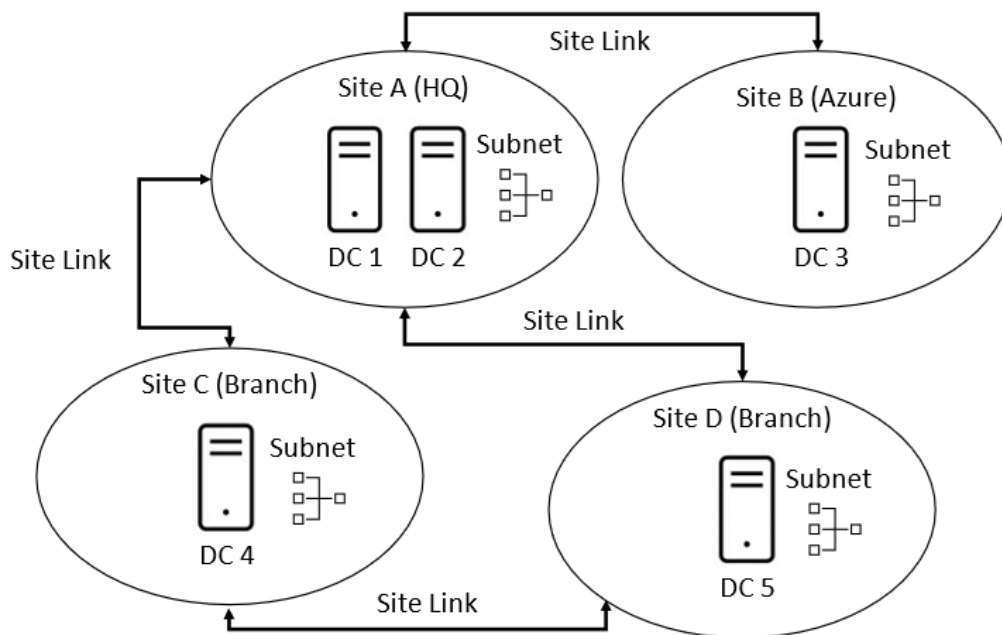 Site Link
Site A (HQ)
Subnet
DC 1
DC 2
Site B (Azure)
Subnet
DC 3
Site Link
Site Link
Site C (Branch)
Subnet
DC 4
Site D (Branch)
Subnet
DC 5
Site Link